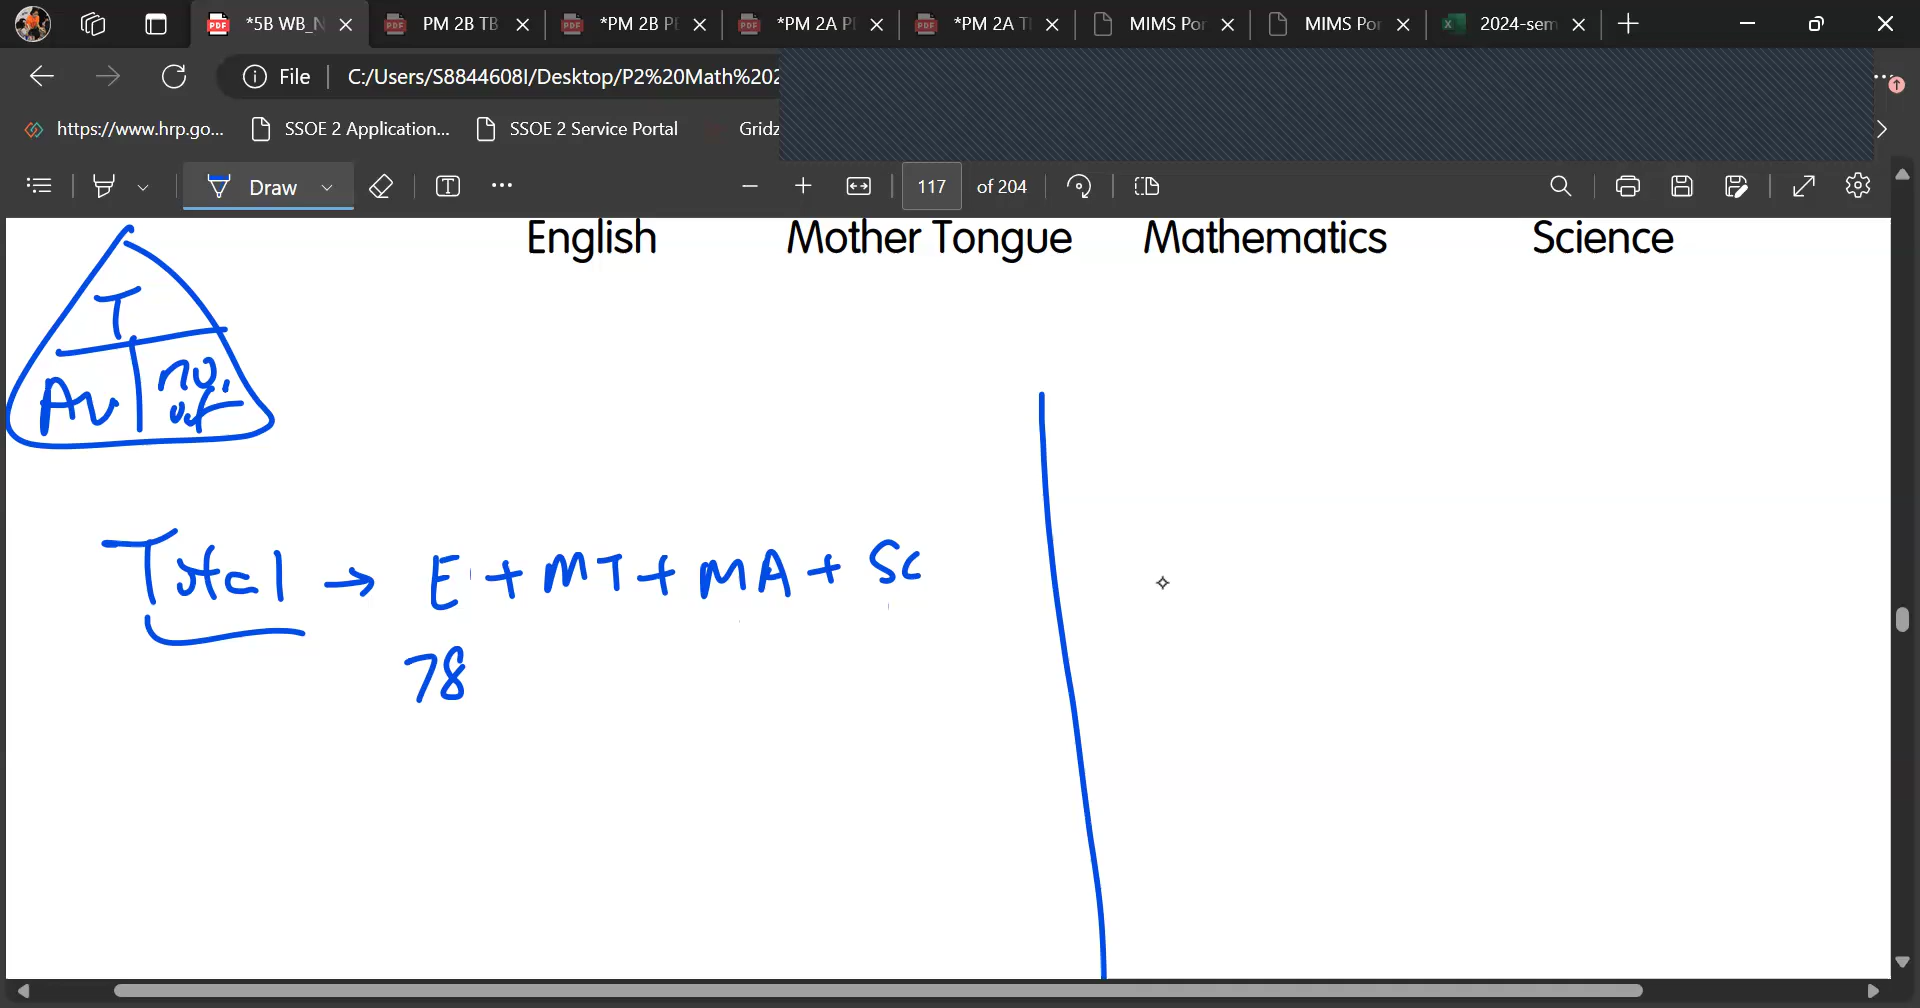 *5B WB_N
PM 2B TB
*PM 2B P
*PM 2A P
*PM 2A T
MIMS Por
MIMS Por
2024-sem
File
C:/Users/S8844608I/Desktop/P2%20Math%202
https://www.hrp.go...
SSOE 2 Application...
SSOE 2 Service Portal
Gridz
Draw
117 of 204
English Mother Tongue Mathematics Science
T
Av no. of
Total → E + MT + MA + SC
78